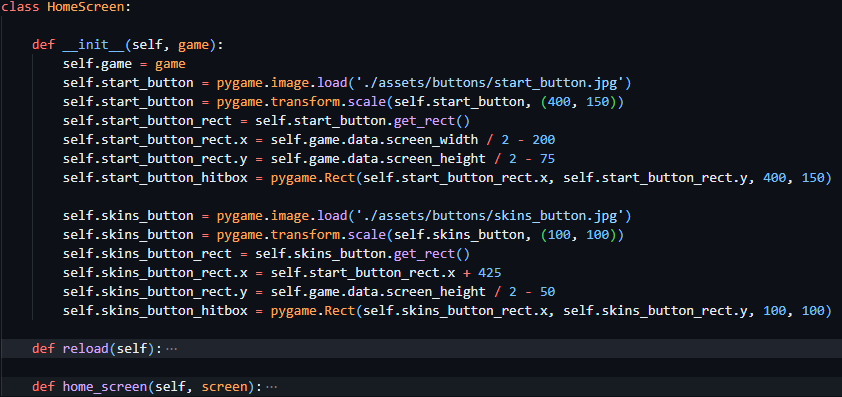 class HomeScreen:
def __init__(self, game):
self.game = game
self.start_button = pygame.image.load('./assets/buttons/start_button.jpg')
self.start_button = pygame.transform.scale(self.start_button, (400, 150))
self.start_button_rect = self.start_button.get_rect()
self.start_button_rect.x = self.game.data.screen_width / 2 - 200
self.start_button_rect.y = self.game.data.screen_height / 2 - 75
self.start_button_hitbox = pygame.Rect(self.start_button_rect.x, self.start_button_rect.y, 400, 150)
self.skins_button = pygame.image.load('./assets/buttons/skins_button.jpg')
self.skins_button = pygame.transform.scale(self.skins_button, (100, 100))
self.skins_button_rect = self.skins_button.get_rect()
self.skins_button_rect.x = self.start_button_rect.x + 425
self.skins_button_rect.y = self.game.data.screen_height / 2 - 50
self.skins_button_hitbox = pygame.Rect(self.skins_button_rect.x, self.skins_button_rect.y, 100, 100)
def reload(self): ···
def home_screen(self, screen): ···